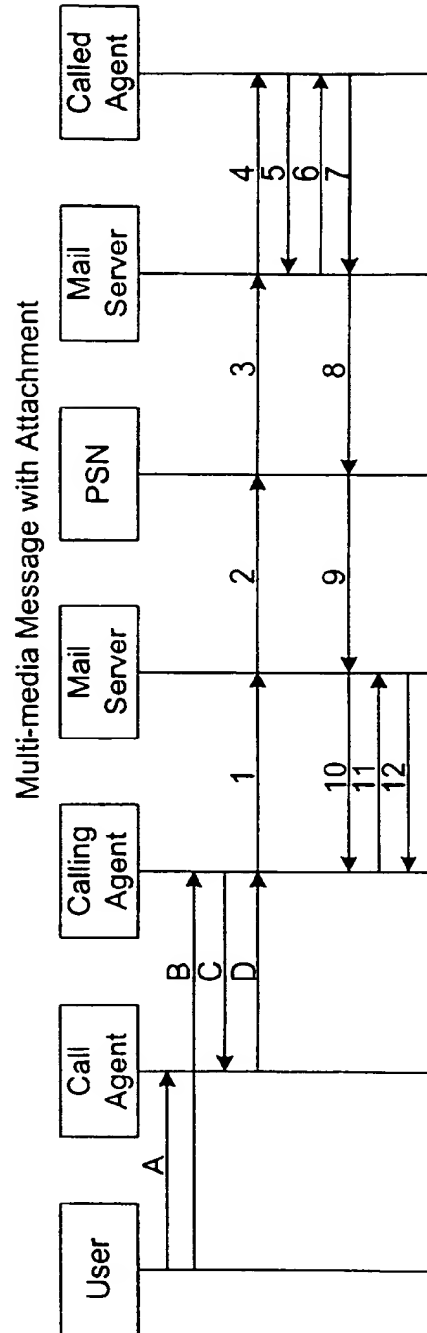 Multi-media Message with Attachment
User
Call
Agent
Calling
Agent
Mail
Server
PSN
Mail
Server
Called
Agent
A
B
C
D
1
2
3
4
5
6
7
8
9
10
11
12